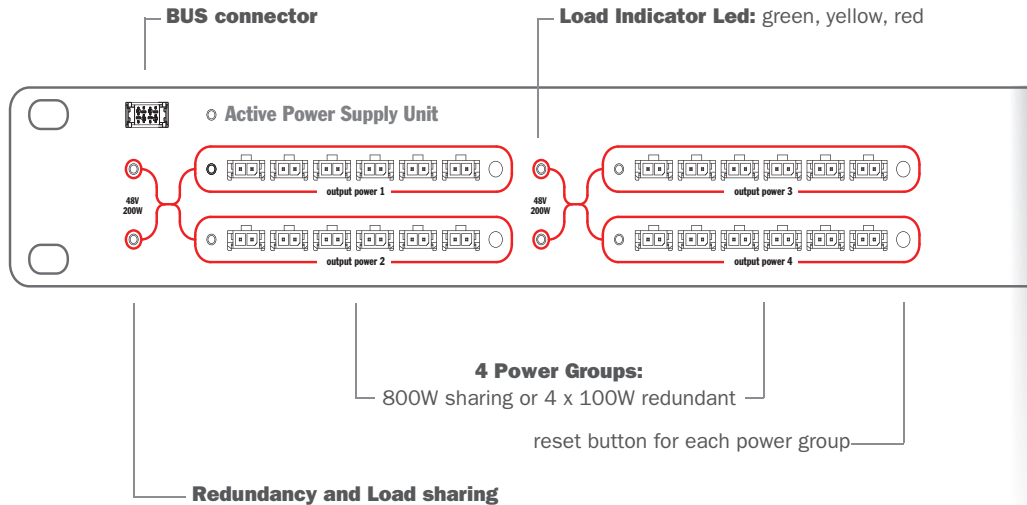 BUS connector
Load Indicator Led: green, yellow, red
Active Power Supply Unit
48V
200W
output power 1
output power 2
48V
200W
output power 3
output power 4
4 Power Groups:
800W sharing or 4 x 100W redundant
reset button for each power group
Redundancy and Load sharing